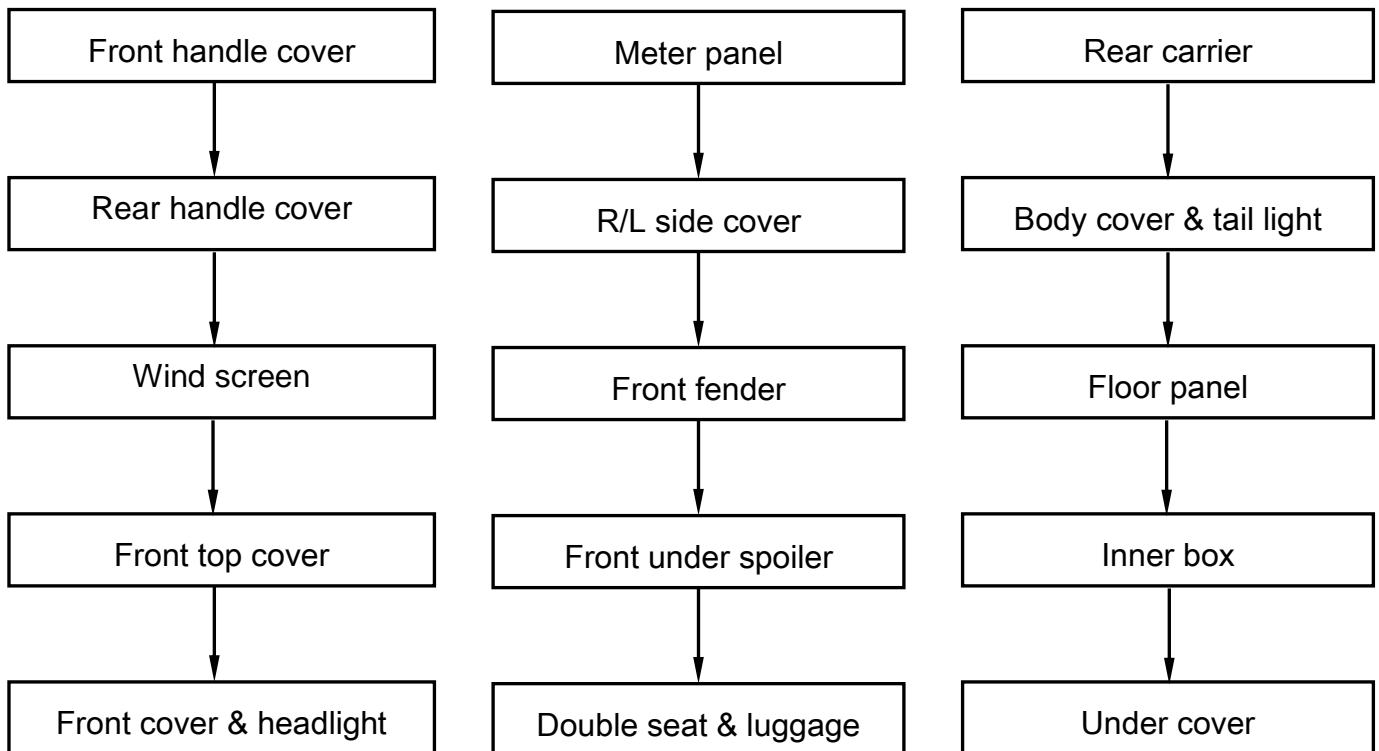 Front handle cover
Rear handle cover
Wind screen
Front top cover
Front cover & headlight
Meter panel
R/L side cover
Front fender
Front under spoiler
Double seat & luggage
Rear carrier
Body cover & tail light
Floor panel
Inner box
Under cover